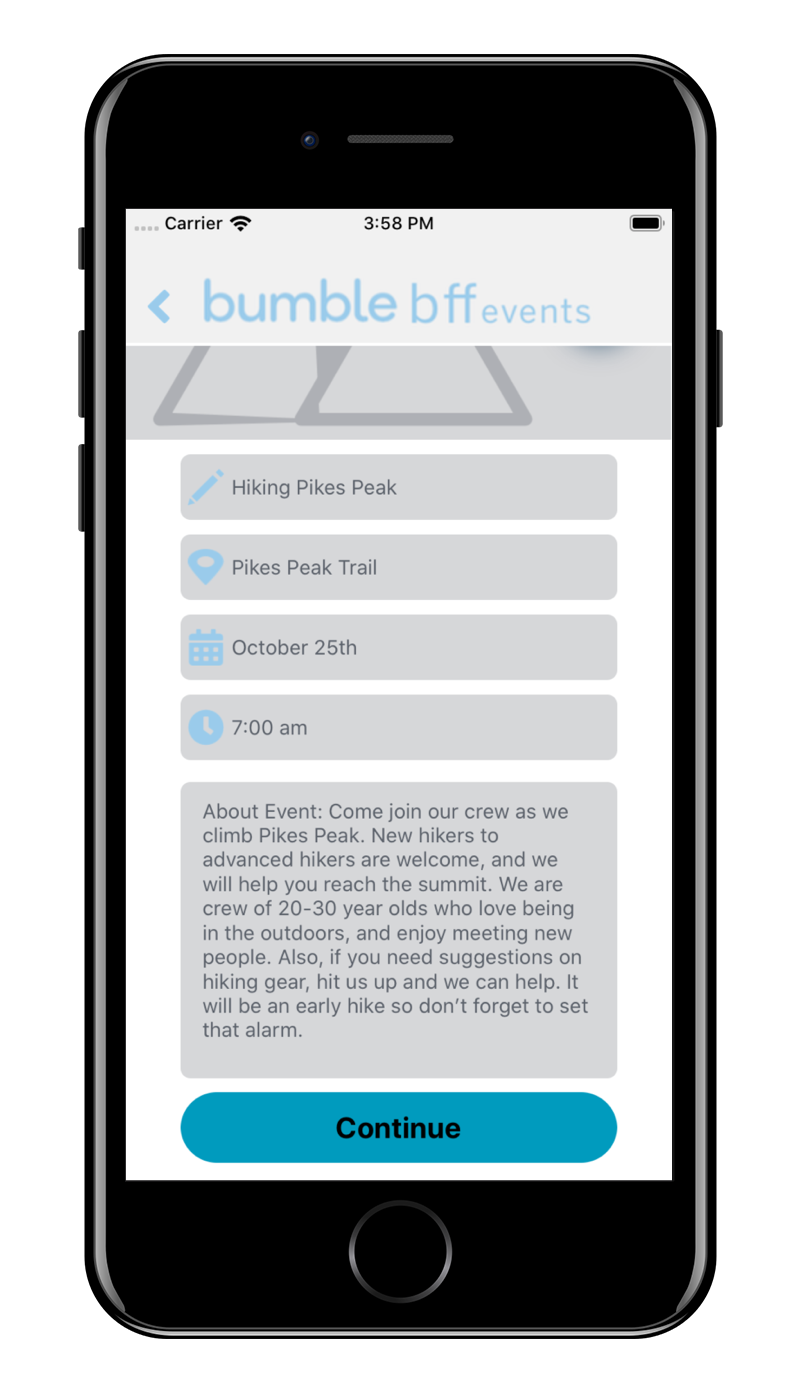 Carrier 3:58 PM
bumble bff events
Hiking Pikes Peak
Pikes Peak Trail
October 25th
7:00 am
About Event: Come join our crew as we
climb Pikes Peak. New hikers to
advanced hikers are welcome, and we
will help you reach the summit. We are
crew of 20-30 year olds who love being
in the outdoors, and enjoy meeting new
people. Also, if you need suggestions on
hiking gear, hit us up and we can help. It
will be an early hike so don’t forget to set
that alarm.
Continue